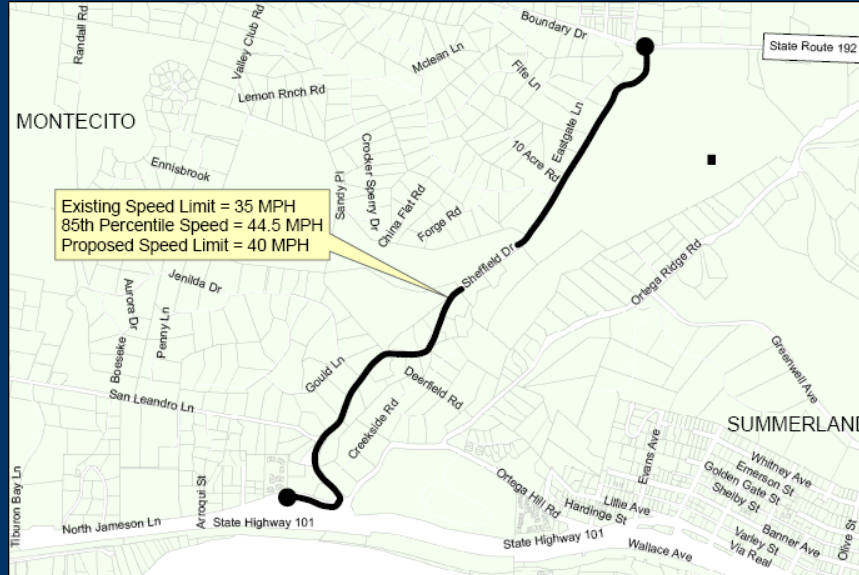 Randall Rd
Valley Club Rd
Boundary Dr
State Route 192
Mclean Ln
Fife Ln
Lemon Rnch Rd
MONTECITO
Eastgate Ln
10 Acre Rd
Ennisbrook
Crocker Sperry Dr
Sandy Pl
China Flat Rd
Forge Rd
Existing Speed Limit = 35 MPH
85th Percentile Speed = 44.5 MPH
Proposed Speed Limit = 40 MPH
Sheffield Dr
Ortega Ridge Rd
Jenilda Dr
Aurora Dr
Penny Ln
Boeseke
Gould Ln
Greenwell Ave
Deerfield Rd
San Leandro Ln
Creekside Rd
SUMMERLAND
Evans Ave
Whitney Ave
Emerson St
Golden Gate St
Shelby St
Ortega Hill Rd
Lillie Ave
Hardinge St
Banner Ave
Varley St
Via Real
Olive St
Tiburon Bay Ln
Arroqui St
North Jameson Ln
State Highway 101
State Highway 101
Wallace Ave